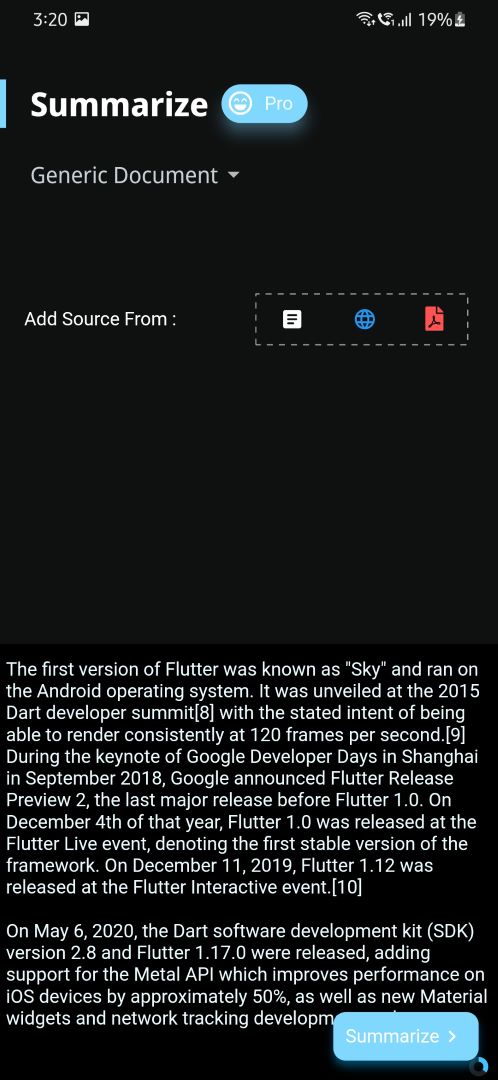 3:20 19%
Summarize Pro
Generic Document
Add Source From :
The first version of Flutter was known as "Sky" and ran on
the Android operating system. It was unveiled at the 2015
Dart developer summit[8] with the stated intent of being
able to render consistently at 120 frames per second.[9]
During the keynote of Google Developer Days in Shanghai
in September 2018, Google announced Flutter Release
Preview 2, the last major release before Flutter 1.0. On
December 4th of that year, Flutter 1.0 was released at the
Flutter Live event, denoting the first stable version of the
framework. On December 11, 2019, Flutter 1.12 was
released at the Flutter Interactive event.[10]
On May 6, 2020, the Dart software development kit (SDK)
version 2.8 and Flutter 1.17.0 were released, adding
support for the Metal API which improves performance on
iOS devices by approximately 50%, as well as new Material
widgets and network tracking
Summarize